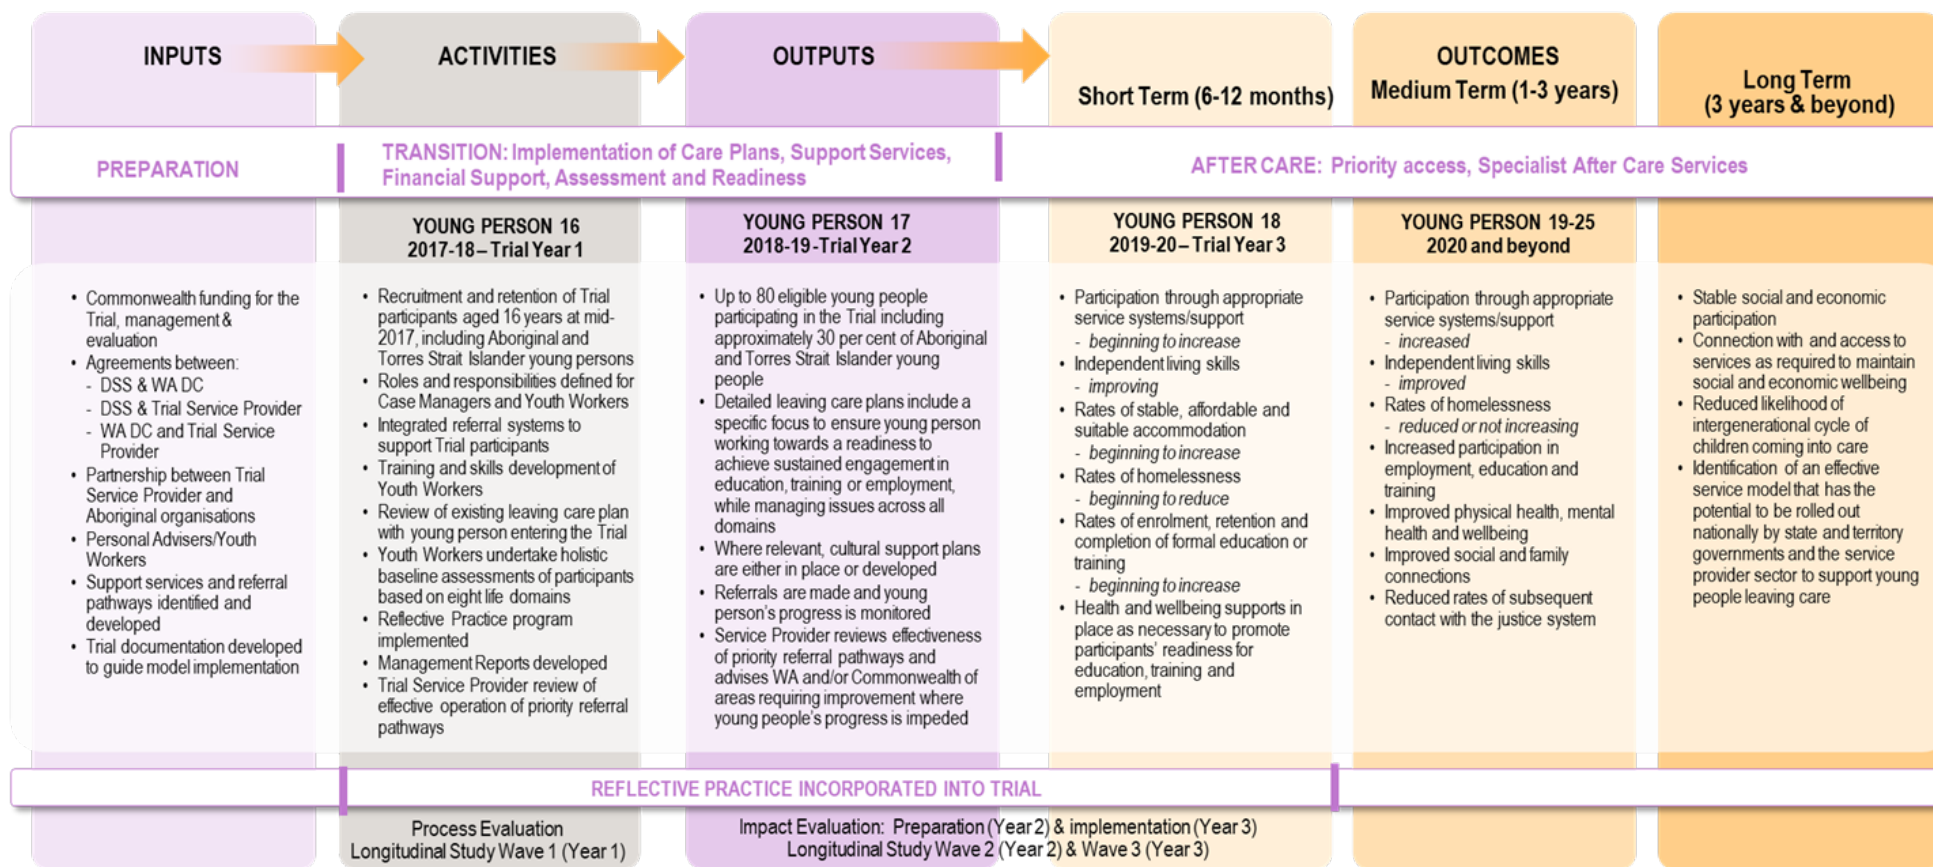 INPUTS
ACTIVITIES
OUTPUTS
Short Term (6-12 months)
OUTCOMES
Medium Term (1-3 years)
Long Term
(3 years & beyond)
PREPARATION
TRANSITION: Implementation of Care Plans, Support Services,
Financial Support, Assessment and Readiness
AFTER CARE: Priority access, Specialist After Care Services
YOUNG PERSON 16
2017-18 – Trial Year 1
YOUNG PERSON 17
2018-19 -Trial Year 2
YOUNG PERSON 18
2019-20 – Trial Year 3
YOUNG PERSON 19-25
2020 and beyond
• Commonwealth funding for the
Trial, management &
evaluation
• Agreements between:
- DSS & WA DC
- DSS & Trial Service Provider
- WA DC and Trial Service
Provider
• Partnership between Trial
Service Provider and
Aboriginal organisations
• Personal Advisers/Youth
Workers
• Support services and referral
pathways identified and
developed
• Trial documentation developed
to guide model implementation
• Recruitment and retention of Trial
participants aged 16 years at mid-
2017, including Aboriginal and
Torres Strait Islander young persons
• Roles and responsibilities defined for
Case Managers and Youth Workers
• Integrated referral systems to
support Trial participants
• Training and skills development of
Youth Workers
• Review of existing leaving care plan
with young person entering the Trial
• Youth Workers undertake holistic
baseline assessments of participants
based on eight life domains
• Reflective Practice program
implemented
• Management Reports developed
• Trial Service Provider review of
effective operation of priority referral
pathways
• Up to 80 eligible young people
participating in the Trial including
approximately 30 per cent of Aboriginal
and Torres Strait Islander young
people
• Detailed leaving care plans include a
specific focus to ensure young person
working towards a readiness to
achieve sustained engagement in
education, training or employment,
while managing issues across all
domains
• Where relevant, cultural support plans
are either in place or developed
• Referrals are made and young
person's progress is monitored
• Service Provider reviews effectiveness
of priority referral pathways and
advises WA and/or Commonwealth of
areas requiring improvement where
young people's progress is impeded
• Participation through appropriate
service systems/support
- beginning to increase
• Independent living skills
- improving
• Rates of stable, affordable and
suitable accommodation
- beginning to increase
• Rates of homelessness
- beginning to reduce
• Rates of enrolment, retention and
completion of formal education or
training
- beginning to increase
• Health and wellbeing supports in
place as necessary to promote
participants' readiness for
education, training and
employment
• Participation through appropriate
service systems/support
- increased
• Independent living skills
- improved
• Rates of homelessness
- reduced or not increasing
• Increased participation in
employment, education and
training
• Improved physical health, mental
health and wellbeing
• Improved social and family
connections
• Reduced rates of subsequent
contact with the justice system
• Stable social and economic
participation
• Connection with and access to
services as required to maintain
social and economic wellbeing
• Reduced likelihood of
intergenerational cycle of
children coming into care
• Identification of an effective
service model that has the
potential to be rolled out
nationally by state and territory
governments and the service
provider sector to support young
people leaving care
REFLECTIVE PRACTICE INCORPORATED INTO TRIAL
Process Evaluation
Longitudinal Study Wave 1 (Year 1)
Impact Evaluation: Preparation (Year 2) & implementation (Year 3)
Longitudinal Study Wave 2 (Year 2) & Wave 3 (Year 3)